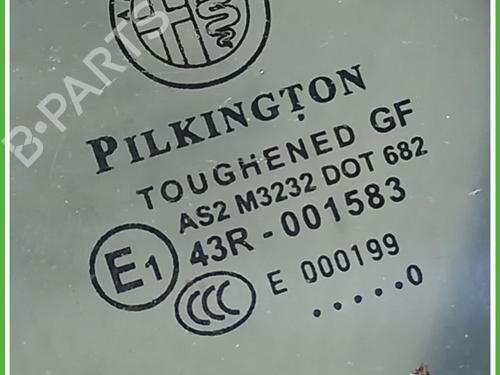 B-PARTS
PILKINGTON
TOUGHENED GF
AS2 M3232 DOT 682
E1 43R - 001583
CCC E 000199
.....0